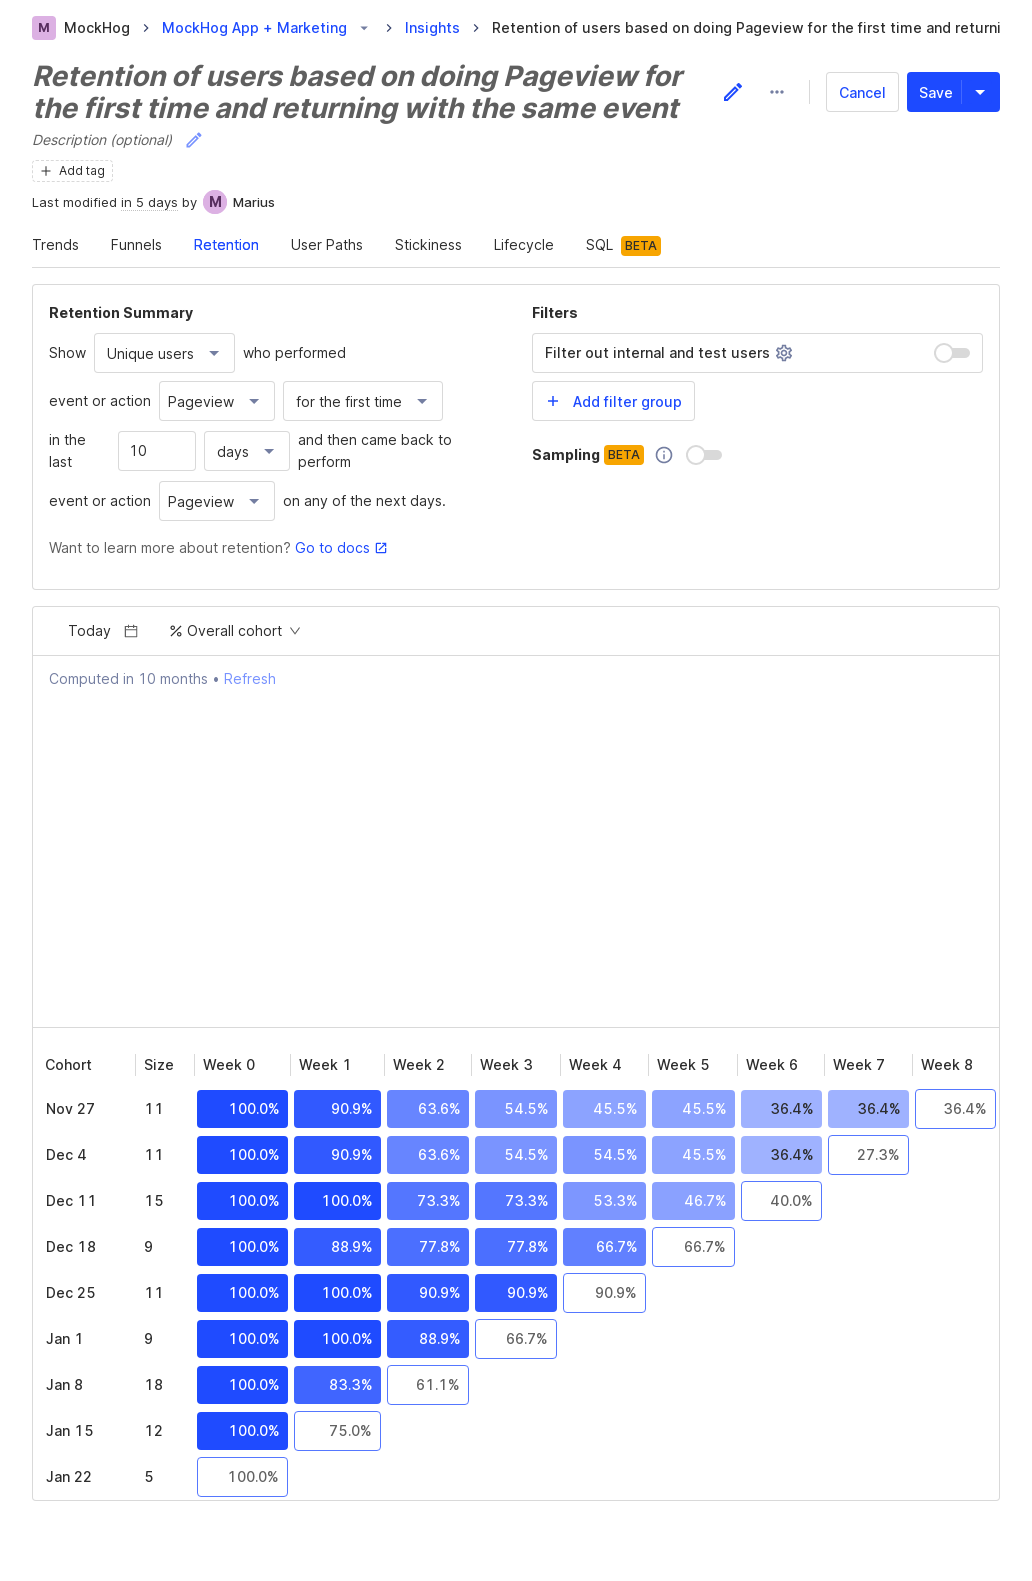 M MockHog MockHog App + Marketing Insights Retention of users based on doing Pageview for the first time and returni
Retention of users based on doing Pageview for
the first time and returning with the same event
Cancel Save
Description (optional)
Add tag
Last modified in 5 days by M Marius
Trends Funnels Retention User Paths Stickiness Lifecycle SQL BETA
Retention Summary
Show Unique users who performed
event or action Pageview for the first time
in the last 10 days and then came back to perform
event or action Pageview on any of the next days.
Want to learn more about retention? Go to docs
Filters
Filter out internal and test users
+ Add filter group
Sampling BETA
Today % Overall cohort
Computed in 10 months • Refresh
Cohort Size Week 0 Week 1 Week 2 Week 3 Week 4 Week 5 Week 6 Week 7 Week 8
Nov 27 11 100.0% 90.9% 63.6% 54.5% 45.5% 45.5% 36.4% 36.4% 36.4%
Dec 4 11 100.0% 90.9% 63.6% 54.5% 54.5% 45.5% 36.4% 27.3%
Dec 11 15 100.0% 100.0% 73.3% 73.3% 53.3% 46.7% 40.0%
Dec 18 9 100.0% 88.9% 77.8% 77.8% 66.7% 66.7%
Dec 25 11 100.0% 100.0% 90.9% 90.9% 90.9%
Jan 1 9 100.0% 100.0% 88.9% 66.7%
Jan 8 18 100.0% 83.3% 61.1%
Jan 15 12 100.0% 75.0%
Jan 22 5 100.0%